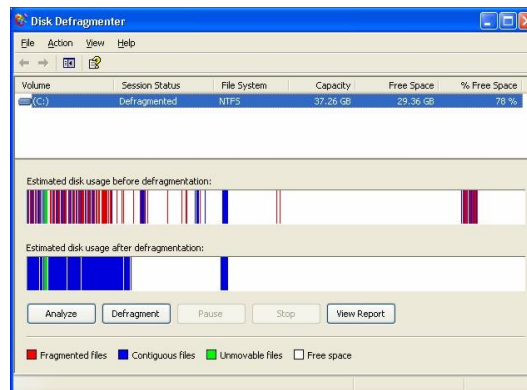 Disk Defragmenter
File Action View Help
Volume Session Status File System Capacity Free Space % Free Space
(C:) Defragmented NTFS 37.26 GB 29.36 GB 78 %
Estimated disk usage before defragmentation:
Estimated disk usage after defragmentation:
Analyze Defragment Pause Stop View Report
Fragmented files Contiguous files Unmovable files Free space